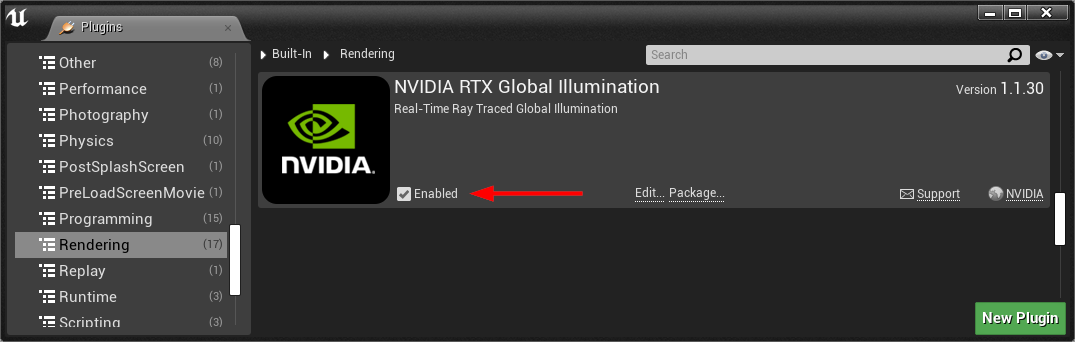 Plugins
Built-In Rendering
Search
Other (8)
Performance (1)
Photography (1)
Physics (10)
PostSplashScreen (1)
PreLoadScreenMovie (1)
Programming (15)
Rendering (17)
Replay (1)
Runtime (3)
Scripting (3)
NVIDIA RTX Global Illumination
Version 1.1.30
Real-Time Ray Traced Global Illumination
NVIDIA.
Enabled
Edit... Package...
Support
NVIDIA
New Plugin